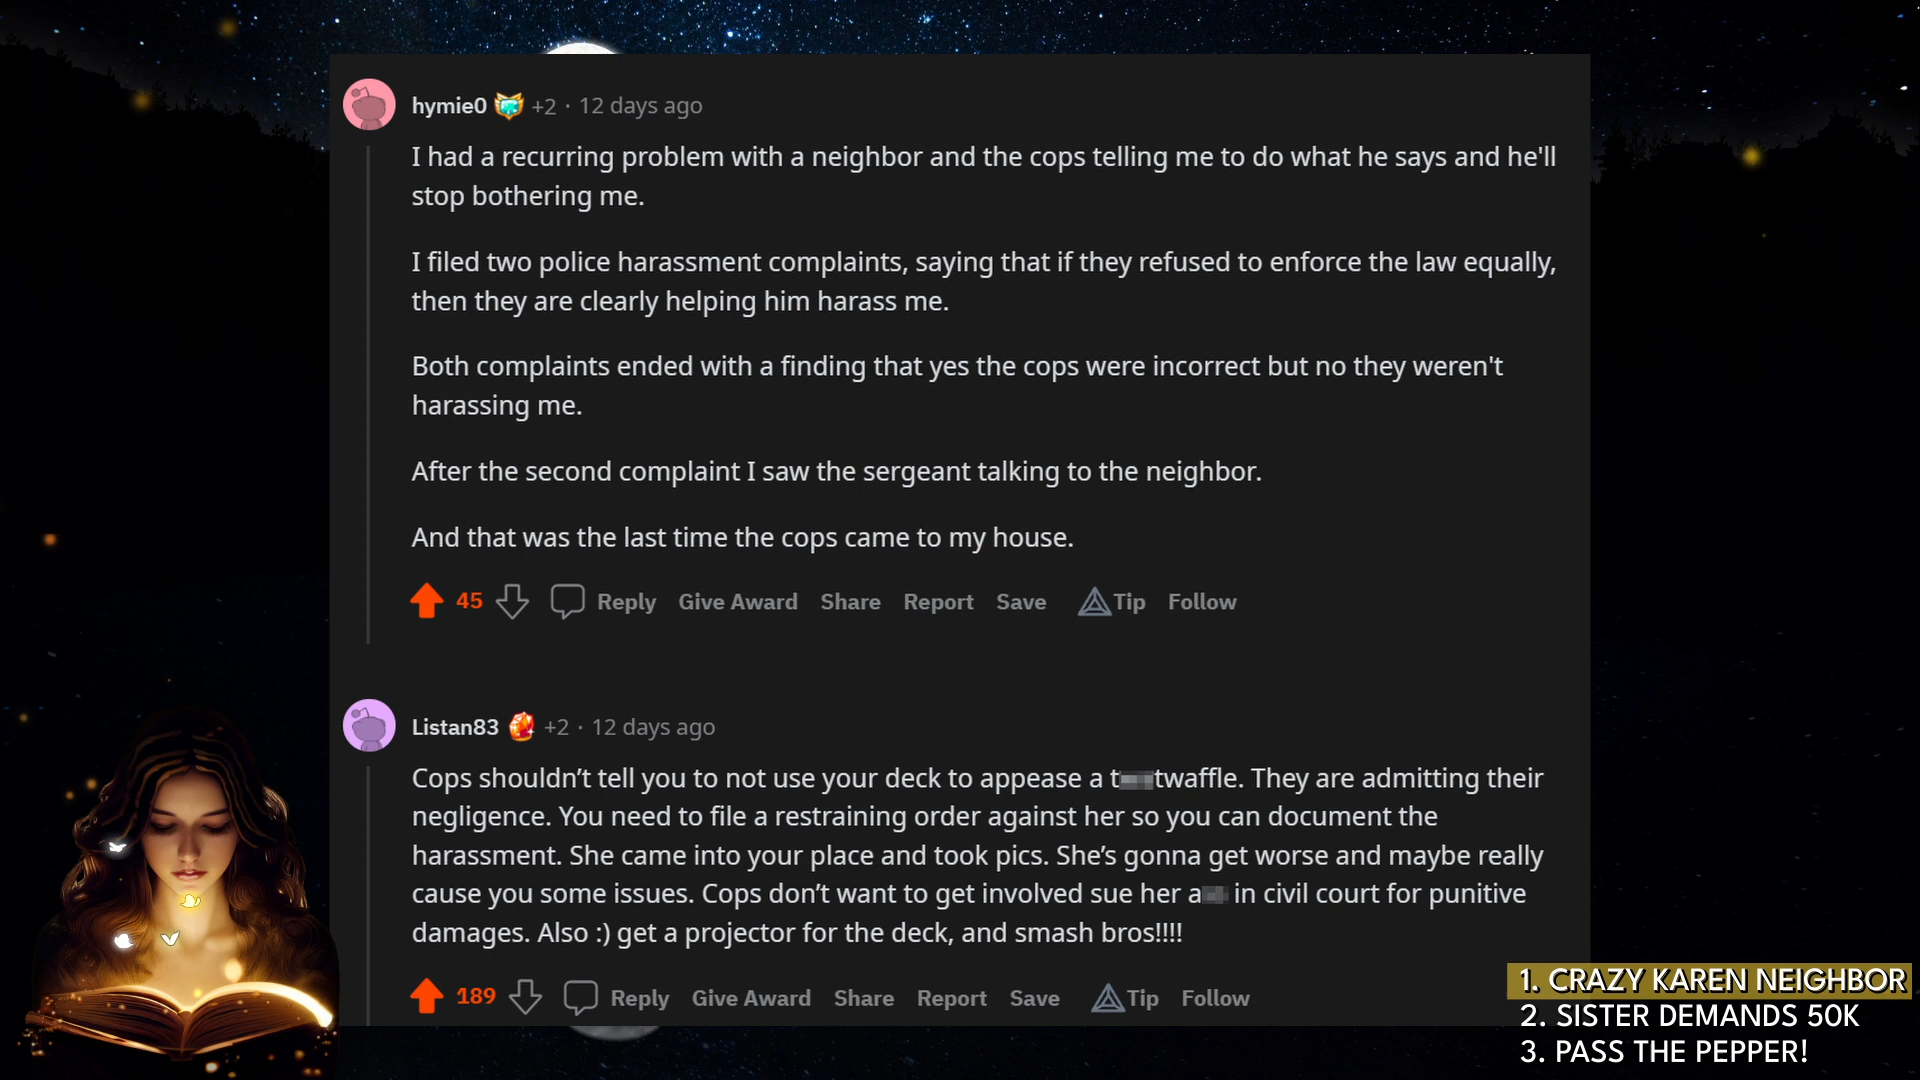 hymie0 +2 · 12 days ago
I had a recurring problem with a neighbor and the cops telling me to do what he says and he'll
stop bothering me.
I filed two police harassment complaints, saying that if they refused to enforce the law equally,
then they are clearly helping him harass me.
Both complaints ended with a finding that yes the cops were incorrect but no they weren't
harassing me.
After the second complaint I saw the sergeant talking to the neighbor.
And that was the last time the cops came to my house.
45 Reply Give Award Share Report Save Tip Follow
Listan83 +2 · 12 days ago
Cops shouldn’t tell you to not use your deck to appease a t twaffle. They are admitting their
negligence. You need to file a restraining order against her so you can document the
harassment. She came into your place and took pics. She’s gonna get worse and maybe really
cause you some issues. Cops don’t want to get involved sue her a in civil court for punitive
damages. Also :) get a projector for the deck, and smash bros!!!!
189 Reply Give Award Share Report Save Tip Follow
1. CRAZY KAREN NEIGHBOR
2. SISTER DEMANDS 50K
3. PASS THE PEPPER!